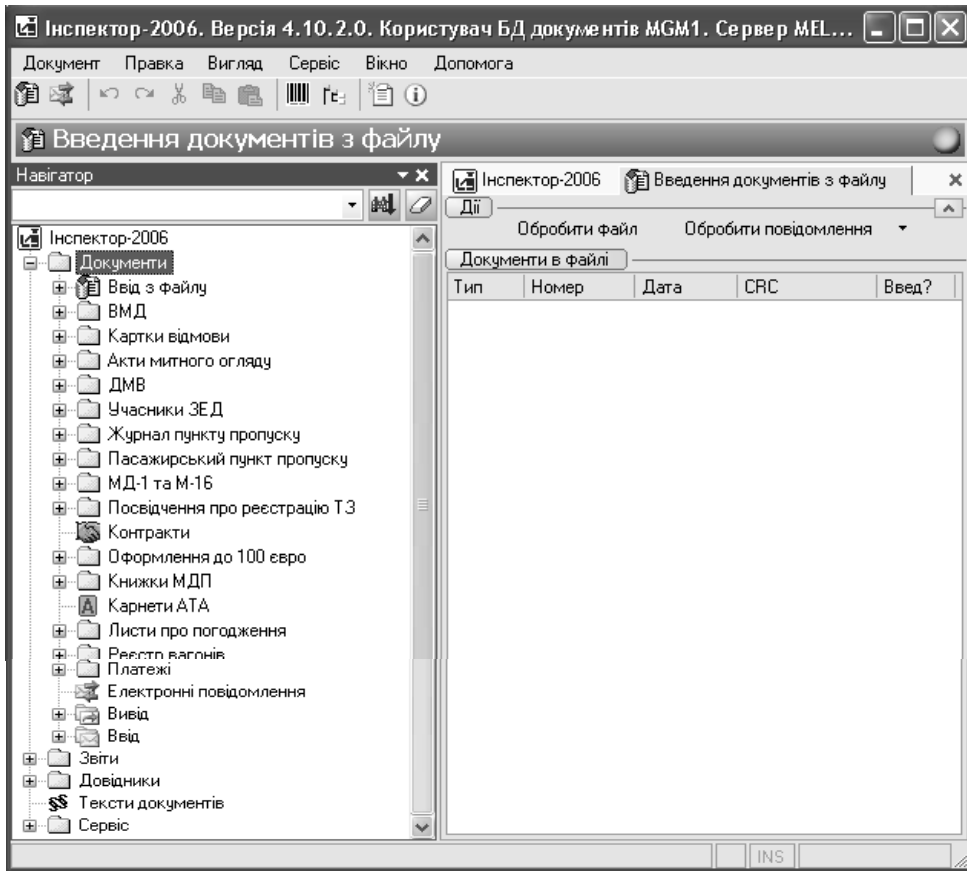 Інспектор-2006. Версія 4.10.2.0. Користувач БД документів MGM1. Сервер MEL...
Документ Правка Вигляд Сервіс Вікно Допомога
Введення документів з файлу
Навігатор
Інспектор-2006
Документи
Ввід з файлу
ВМД
Картки відмови
Акти митного огляду
ДМВ
Учасники ЗЕД
Журнал пункту пропуску
Пасажирський пункт пропуску
МД-1 та М-16
Посвідчення про реєстрацію ТЗ
Контракти
Оформлення до 100 євро
Книжки МДП
Карнети АТА
Листи про погодження
Реєстр вагонів
Платежі
Електронні повідомлення
Вивід
Ввід
Звіти
Довідники
Тексти документів
Сервіс
Інспектор-2006 Введення документів з файлу
Дії
Обробити файл Обробити повідомлення
Документи в файлі
Тип Номер Дата CRC Введ?
INS